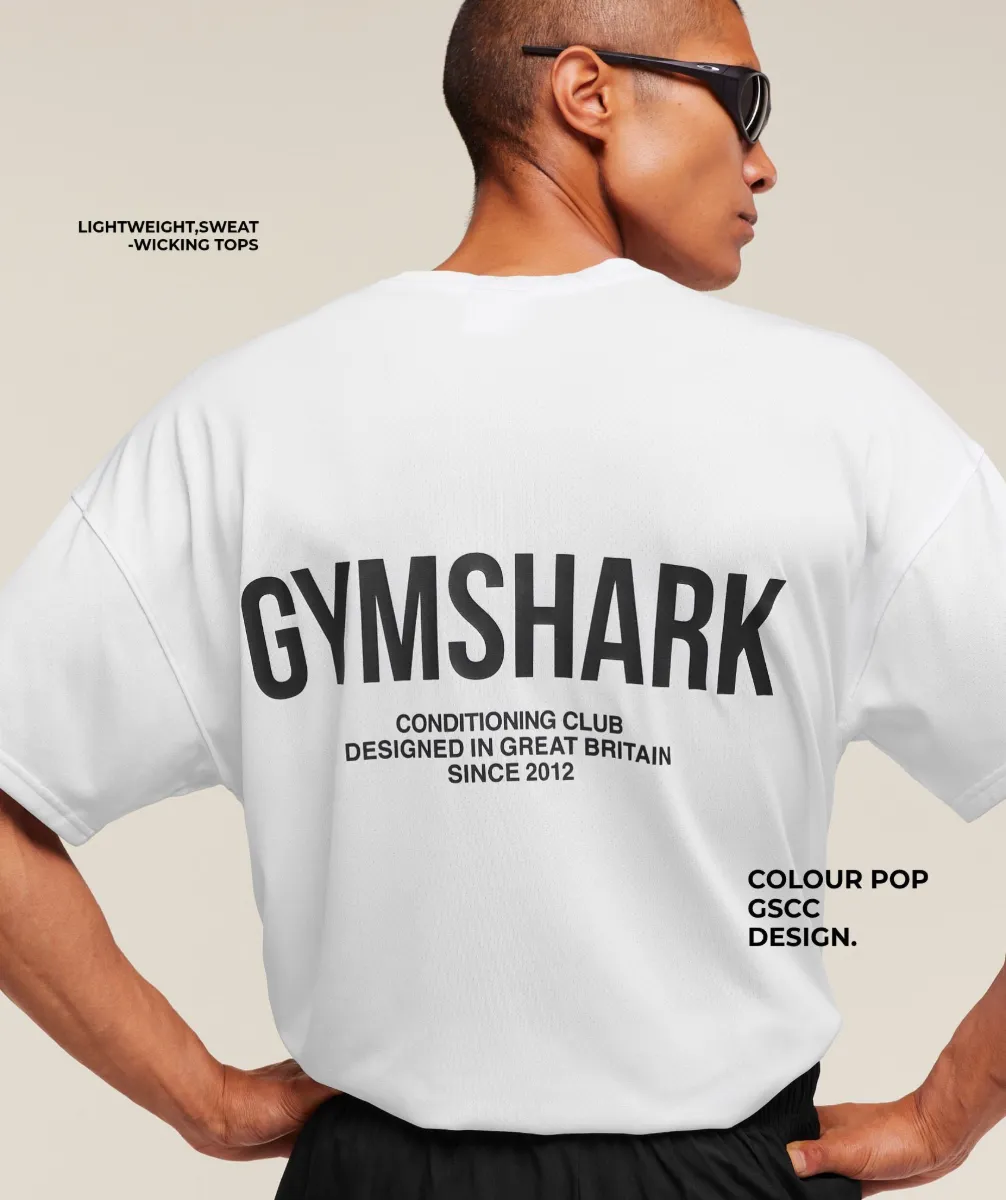 LIGHTWEIGHT,SWEAT
-WICKING TOPS
GYMSHARK
CONDITIONING CLUB
DESIGNED IN GREAT BRITAIN
SINCE 2012
COLOUR POP
GSCC
DESIGN.